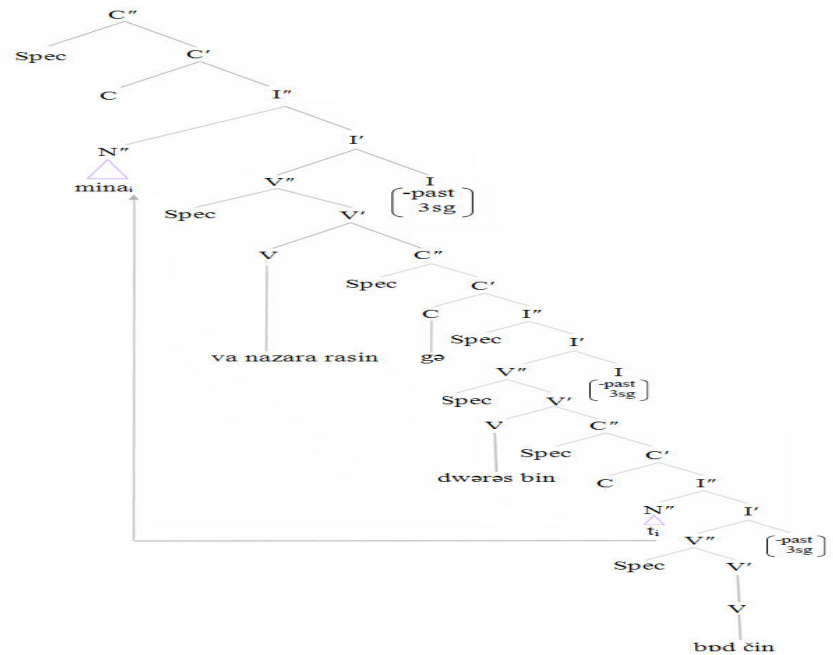 C″
Spec C′
C I″
N″ I′
minaᵢ V″ I
Spec V′ [-past 3sg]
V C″
Spec C′
C I″
va nazara rasin gə Spec I′
V″ I
Spec V′ [-past 3sg]
V C″
dwərəs bin Spec C′
C I″
N″ I′
tᵢ V″ [-past 3sg]
Spec V′
V
bɒd čin